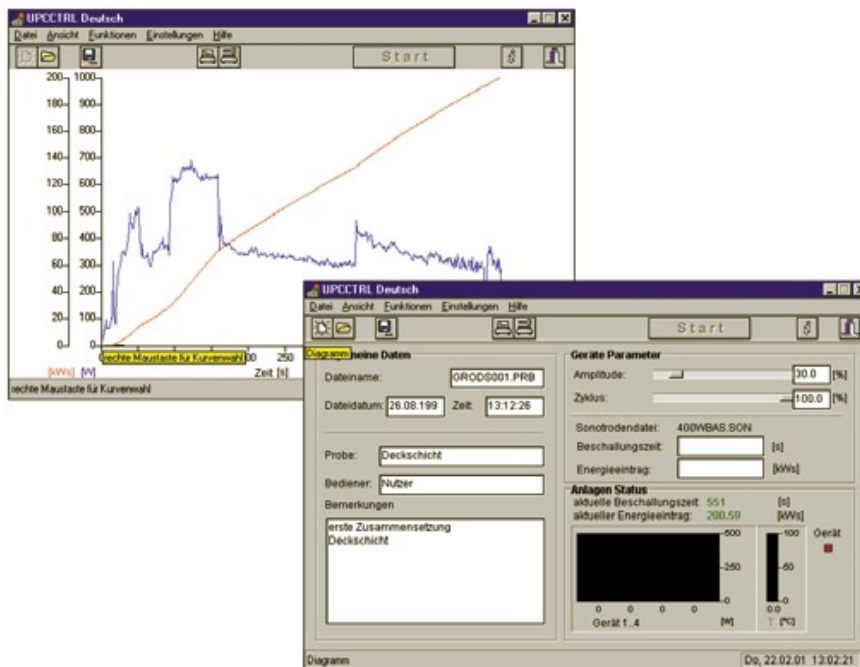 UPCCTRL Deutsch
Datei Ansicht Funktionen Einstellungen Hilfe
Start
200 1000
180 900
160 800
140 700
120 600
100 500
80 400
60 300
40 200
20 100
0 0
rechte Maustaste für Kurvenwahl 00 250
[kWs] [W] Zeit [s]
rechte Maustaste für Kurvenwahl
UPCCTRL Deutsch
Datei Ansicht Funktionen Einstellungen Hilfe
Start
Diagramm
meine Daten
Dateiname: GRODS001.PRB
Dateidatum: 26.08.199 Zeit: 13:12:26
Probe: Deckschicht
Bediener: Nutzer
Bemerkungen
erste Zusammensetzung
Deckschicht
Geräte Parameter
Amplitude: 30.0 [%]
Zyklus: 100.0 [%]
Sonotrodendatei: 400WBAS.SON
Beschallungszeit: [s]
Energieeintrag: [kWs]
Anlagen Status
aktuelle Beschallungszeit: 551 [s]
aktueller Energieeintrag: 200.59 [kWs]
500 100 Gerät
250 50
0 0
0 0 0 0 0.0
Gerät 1..4 [W] T [°C]
Diagramm Do, 22.02.01 13:02:21